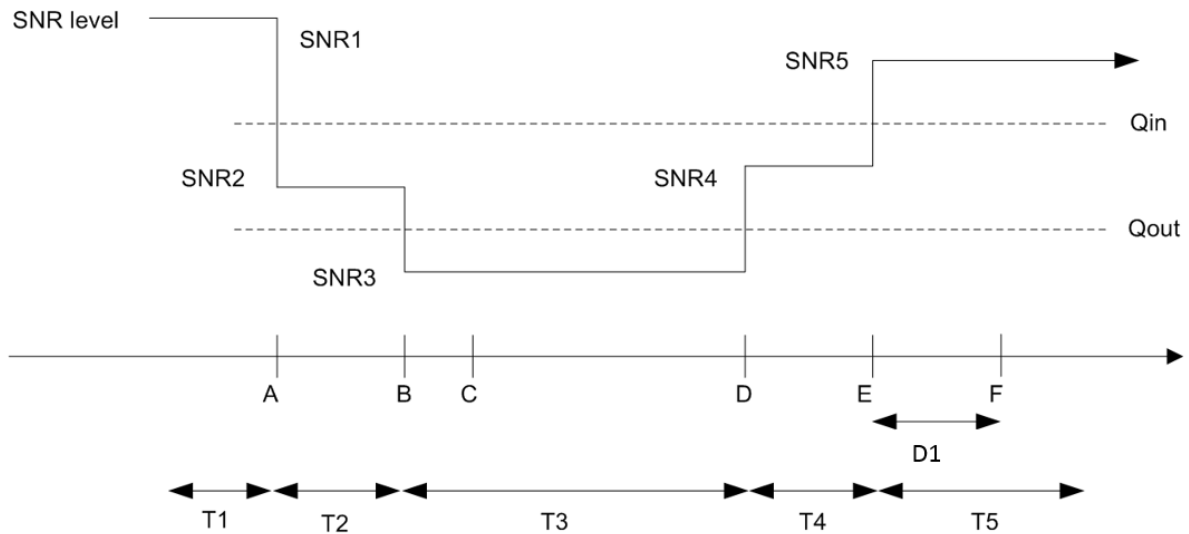 SNR level
SNR1
SNR5
Qin
SNR2
SNR4
Qout
SNR3
A B C D E F
D1
T1 T2 T3 T4 T5